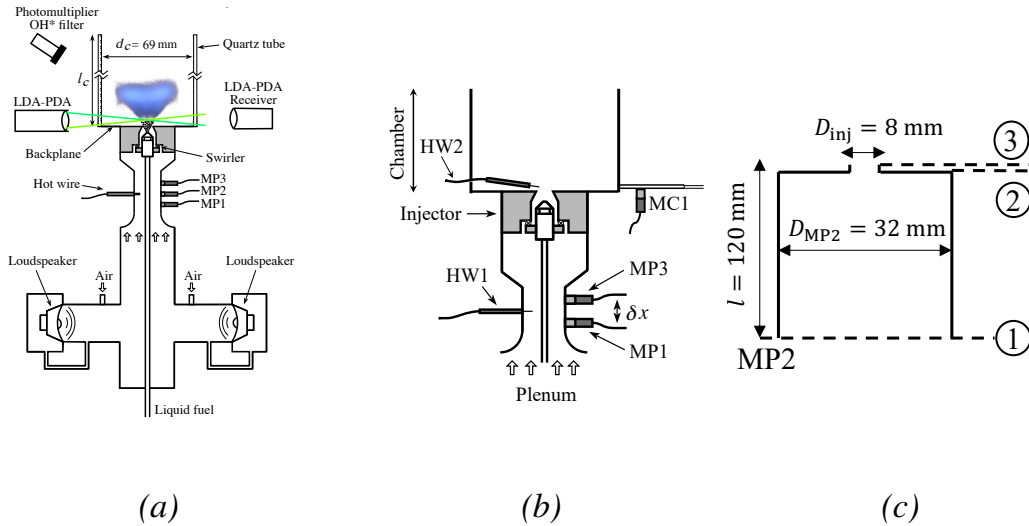 Photomultiplier
OH* filter
d_c = 69 mm
Quartz tube
l_c
LDA-PDA
LDA-PDA
Receiver
Backplane
Swirler
Hot wire
MP3
MP2
MP1
Loudspeaker
Air
Air
Loudspeaker
Liquid fuel
(a)
Chamber
HW2
Injector
MC1
HW1
MP3
δx
MP1
Plenum
(b)
D_inj = 8 mm
3
2
l = 120 mm
D_MP2 = 32 mm
1
MP2
(c)